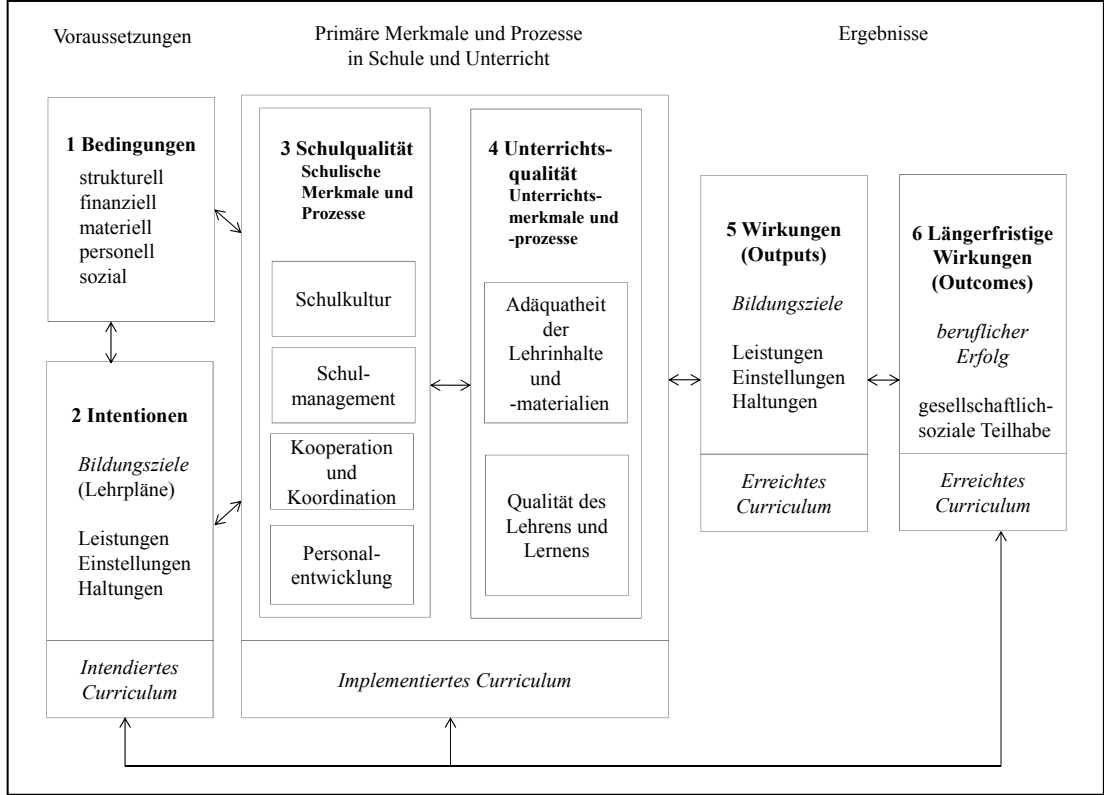 Voraussetzungen
Primäre Merkmale und Prozesse
in Schule und Unterricht
Ergebnisse
1 Bedingungen
strukturell
finanziell
materiell
personell
sozial
2 Intentionen
Bildungsziele
(Lehrpläne)
Leistungen
Einstellungen
Haltungen
Intendiertes
Curriculum
3 Schulqualität
Schulische
Merkmale und
Prozesse
Schulkultur
Schul-
management
Kooperation
und
Koordination
Personal-
entwicklung
4 Unterrichts-
qualität
Unterrichts-
merkmale und
-prozesse
Adäquatheit
der
Lehrinhalte
und
-materialien
Qualität des
Lehrens und
Lernens
Implementiertes Curriculum
5 Wirkungen
(Outputs)
Bildungsziele
Leistungen
Einstellungen
Haltungen
Erreichtes
Curriculum
6 Längerfristige
Wirkungen
(Outcomes)
beruflicher
Erfolg
gesellschaftlich-
soziale Teilhabe
Erreichtes
Curriculum